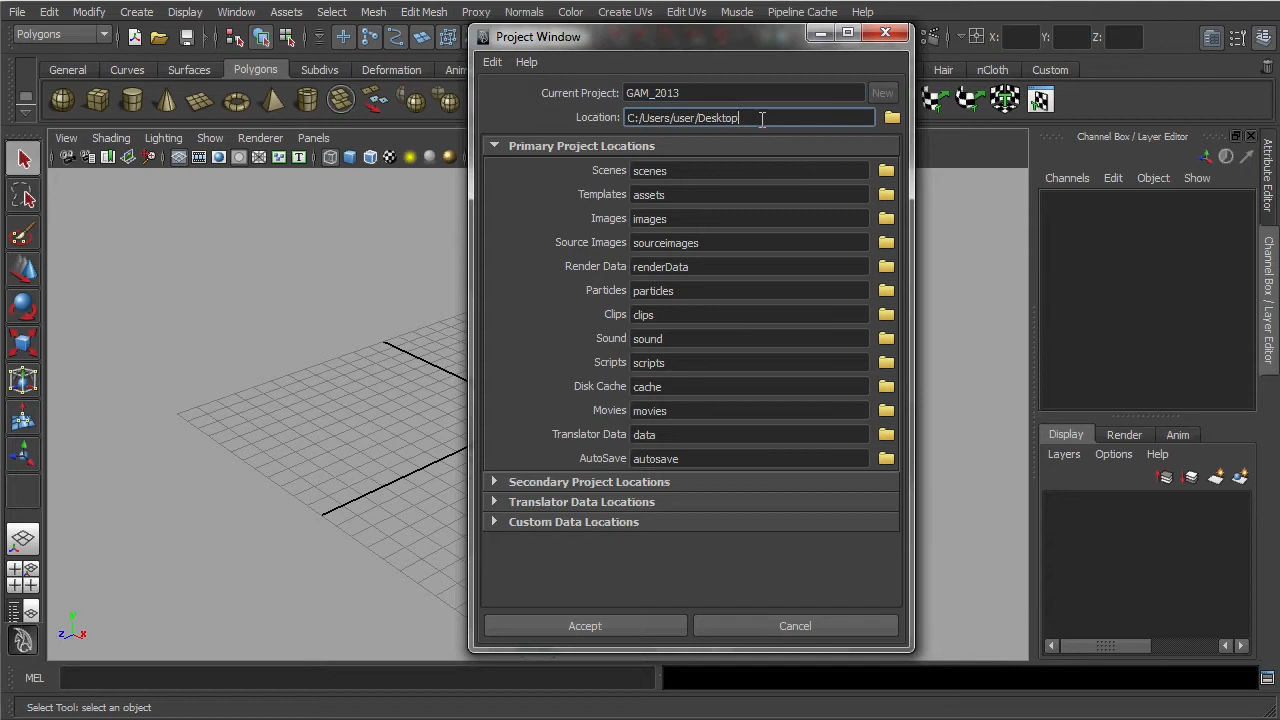 File Edit Modify Create Display Window Assets Select Mesh Edit Mesh Proxy Normals Color Create UVs Edit UVs Muscle Pipeline Cache Help
Polygons X: Y: Z:
Project Window
General Curves Surfaces Polygons Subdivs Deformation Hair nCloth Custom
Edit Help
Current Project: GAM_2013 New
Location: C:/Users/user/Desktop
View Shading Lighting Show Renderer Panels
Channel Box / Layer Editor
Primary Project Locations
Channels Edit Object Show
Scenes scenes
Templates assets
Images images
Source Images sourceimages
Render Data renderData
Particles particles
Clips clips
Sound sound
Scripts scripts
Disk Cache cache
Movies movies
Translator Data data
AutoSave autosave
Secondary Project Locations
Translator Data Locations
Custom Data Locations
Accept Cancel
Attribute Editor
Channel Box / Layer Editor
Display Render Anim
Layers Options Help
y
z x
MEL
Select Tool: select an object